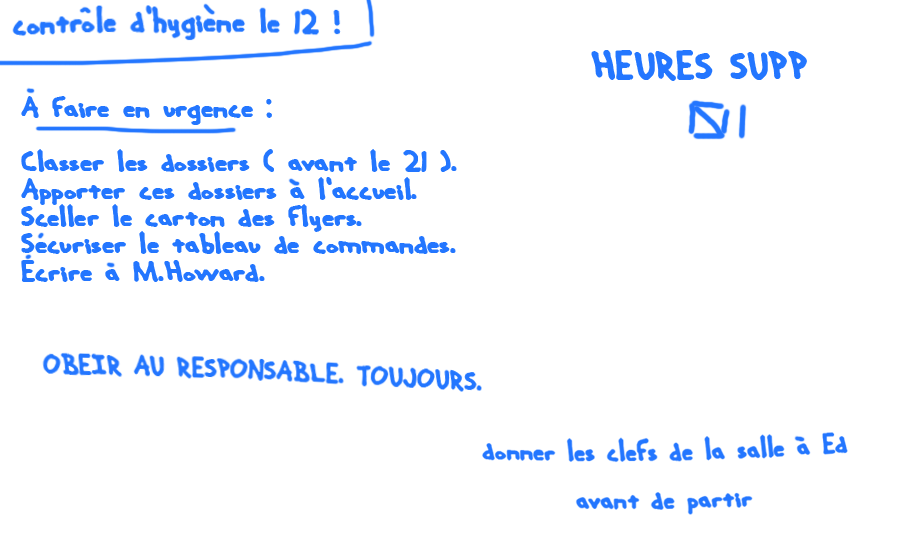 contrôle d'hygiène le 12 !
HEURES SUPP
À faire en urgence :
Classer les dossiers ( avant le 21 ).
Apporter ces dossiers à l'accueil.
Sceller le carton des flyers.
Sécuriser le tableau de commandes.
Écrire à M.Howard.
OBEIR AU RESPONSABLE. TOUJOURS.
donner les clefs de la salle à Ed
avant de partir